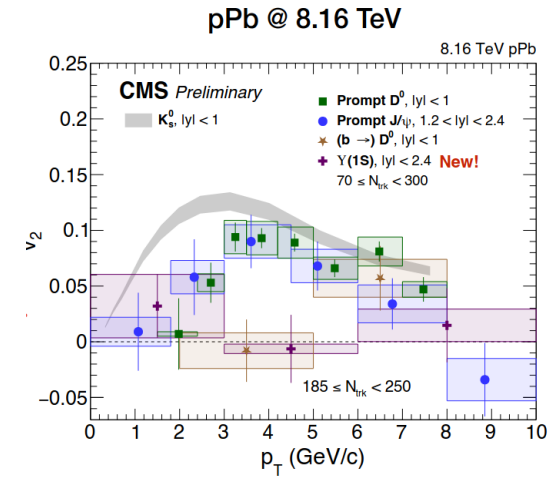 pPb @ 8.16 TeV
8.16 TeV pPb
CMS Preliminary
K⁰ₛ, |y| < 1
Prompt D⁰, |y| < 1
Prompt J/ψ, 1.2 < |y| < 2.4
(b →) D⁰, |y| < 1
ϒ(1S), |y| < 2.4 New!
70 ≤ Nₜᵣₖ < 300
185 ≤ Nₜᵣₖ < 250
v₂
0.25
0.2
0.15
0.1
0.05
0
−0.05
0 1 2 3 4 5 6 7 8 9 10
p_T (GeV/c)